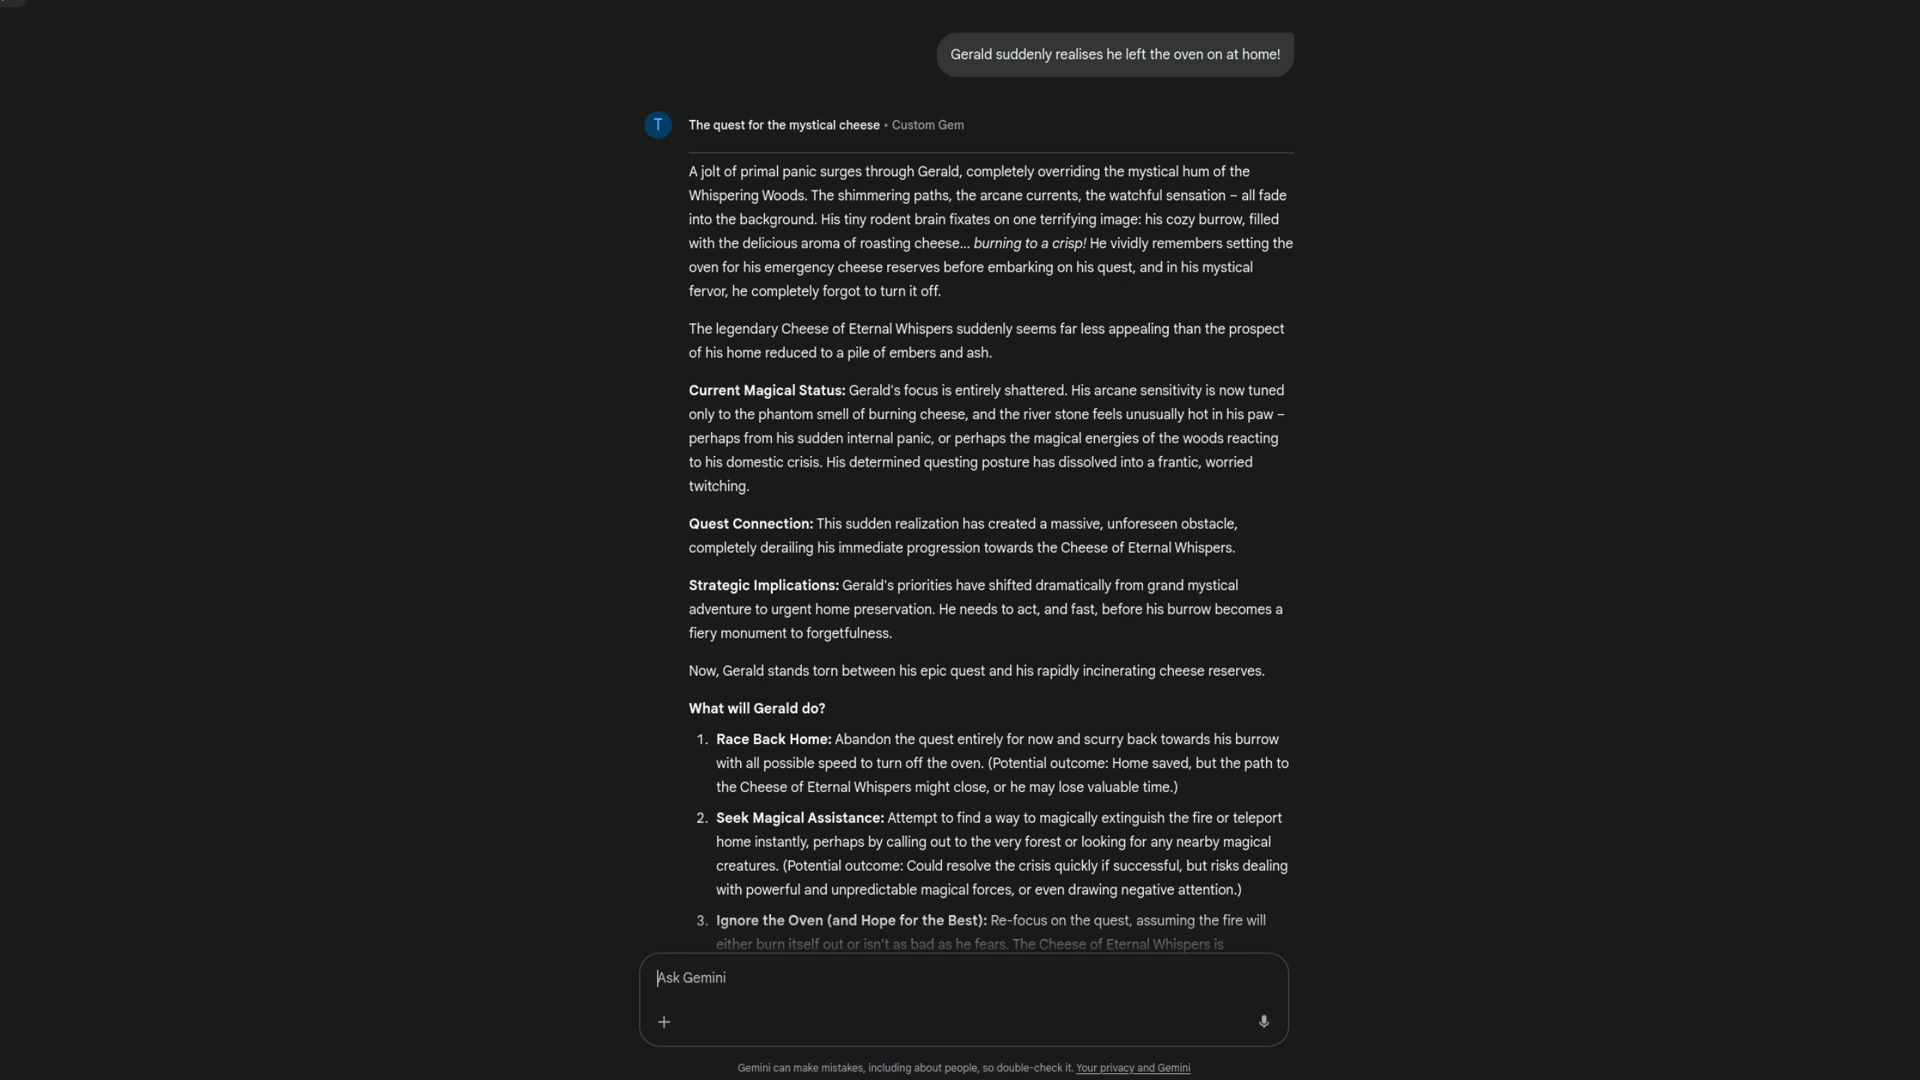 Gerald suddenly realises he left the oven on at home!
T
The quest for the mystical cheese • Custom Gem
A jolt of primal panic surges through Gerald, completely overriding the mystical hum of the
Whispering Woods. The shimmering paths, the arcane currents, the watchful sensation – all fade
into the background. His tiny rodent brain fixates on one terrifying image: his cozy burrow, filled
with the delicious aroma of roasting cheese... burning to a crisp! He vividly remembers setting the
oven for his emergency cheese reserves before embarking on his quest, and in his mystical
fervor, he completely forgot to turn it off.
The legendary Cheese of Eternal Whispers suddenly seems far less appealing than the prospect
of his home reduced to a pile of embers and ash.
Current Magical Status: Gerald's focus is entirely shattered. His arcane sensitivity is now tuned
only to the phantom smell of burning cheese, and the river stone feels unusually hot in his paw –
perhaps from his sudden internal panic, or perhaps the magical energies of the woods reacting
to his domestic crisis. His determined questing posture has dissolved into a frantic, worried
twitching.
Quest Connection: This sudden realization has created a massive, unforeseen obstacle,
completely derailing his immediate progression towards the Cheese of Eternal Whispers.
Strategic Implications: Gerald's priorities have shifted dramatically from grand mystical
adventure to urgent home preservation. He needs to act, and fast, before his burrow becomes a
fiery monument to forgetfulness.
Now, Gerald stands torn between his epic quest and his rapidly incinerating cheese reserves.
What will Gerald do?
1. Race Back Home: Abandon the quest entirely for now and scurry back towards his burrow
with all possible speed to turn off the oven. (Potential outcome: Home saved, but the path to
the Cheese of Eternal Whispers might close, or he may lose valuable time.)
2. Seek Magical Assistance: Attempt to find a way to magically extinguish the fire or teleport
home instantly, perhaps by calling out to the very forest or looking for any nearby magical
creatures. (Potential outcome: Could resolve the crisis quickly if successful, but risks dealing
with powerful and unpredictable magical forces, or even drawing negative attention.)
3. Ignore the Oven (and Hope for the Best): Re-focus on the quest, assuming the fire will
either burn itself out or isn't as bad as he fears. The Cheese of Eternal Whispers is
Ask Gemini
Gemini can make mistakes, including about people, so double-check it. Your privacy and Gemini